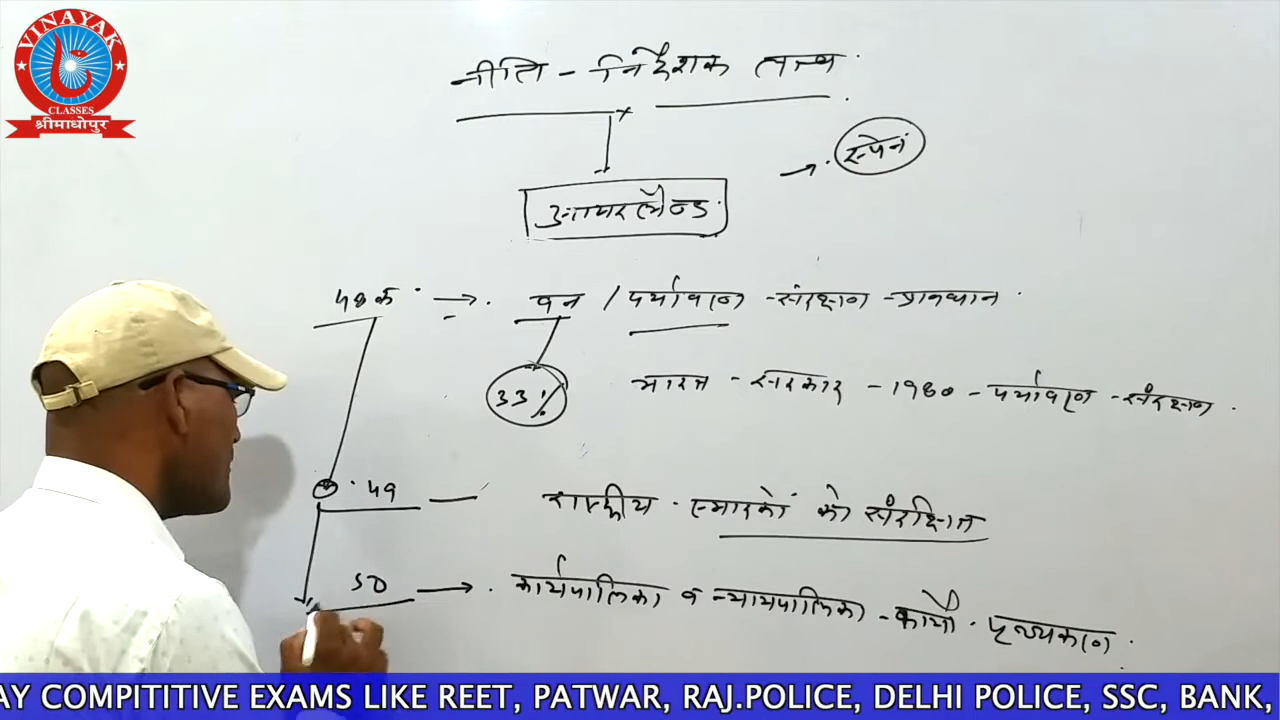 VINAYAK
CLASSES
श्रीमाधोपुर
नीति - निर्देशक तत्व
→ स्पेन
आयरलैण्ड
48क → वन / पर्यावरण - संरक्षण - प्रावधान
33%
भारत - सरकार - 1980 - पर्यावरण - संरक्षण
49 — राष्ट्रीय स्मारकों को संरक्षित
50 → कार्यपालिका व न्यायपालिका - कार्यों पृथ्यकरण
AY COMPITITIVE EXAMS LIKE REET, PATWAR, RAJ.POLICE, DELHI POLICE, SSC, BANK,